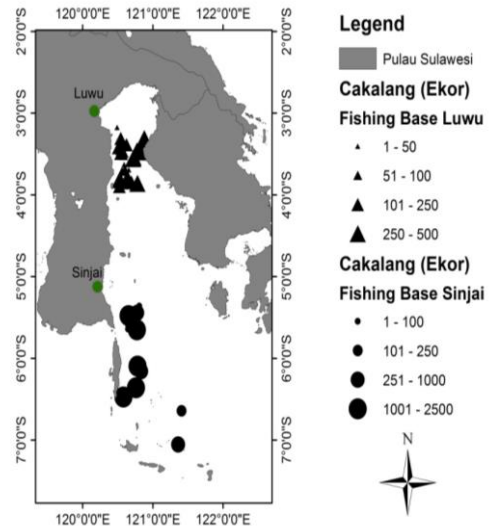 120°0'0"E 121°0'0"E 122°0'0"E
2°0'0"S
3°0'0"S
4°0'0"S
5°0'0"S
6°0'0"S
7°0'0"S
Luwu
Sinjai
2°0'0"S
3°0'0"S
4°0'0"S
5°0'0"S
6°0'0"S
7°0'0"S
120°0'0"E 121°0'0"E 122°0'0"E
Legend
Pulau Sulawesi
Cakalang (Ekor)
Fishing Base Luwu
1 - 50
51 - 100
101 - 250
250 - 500
Cakalang (Ekor)
Fishing Base Sinjai
1 - 100
101 - 250
251 - 1000
1001 - 2500
N